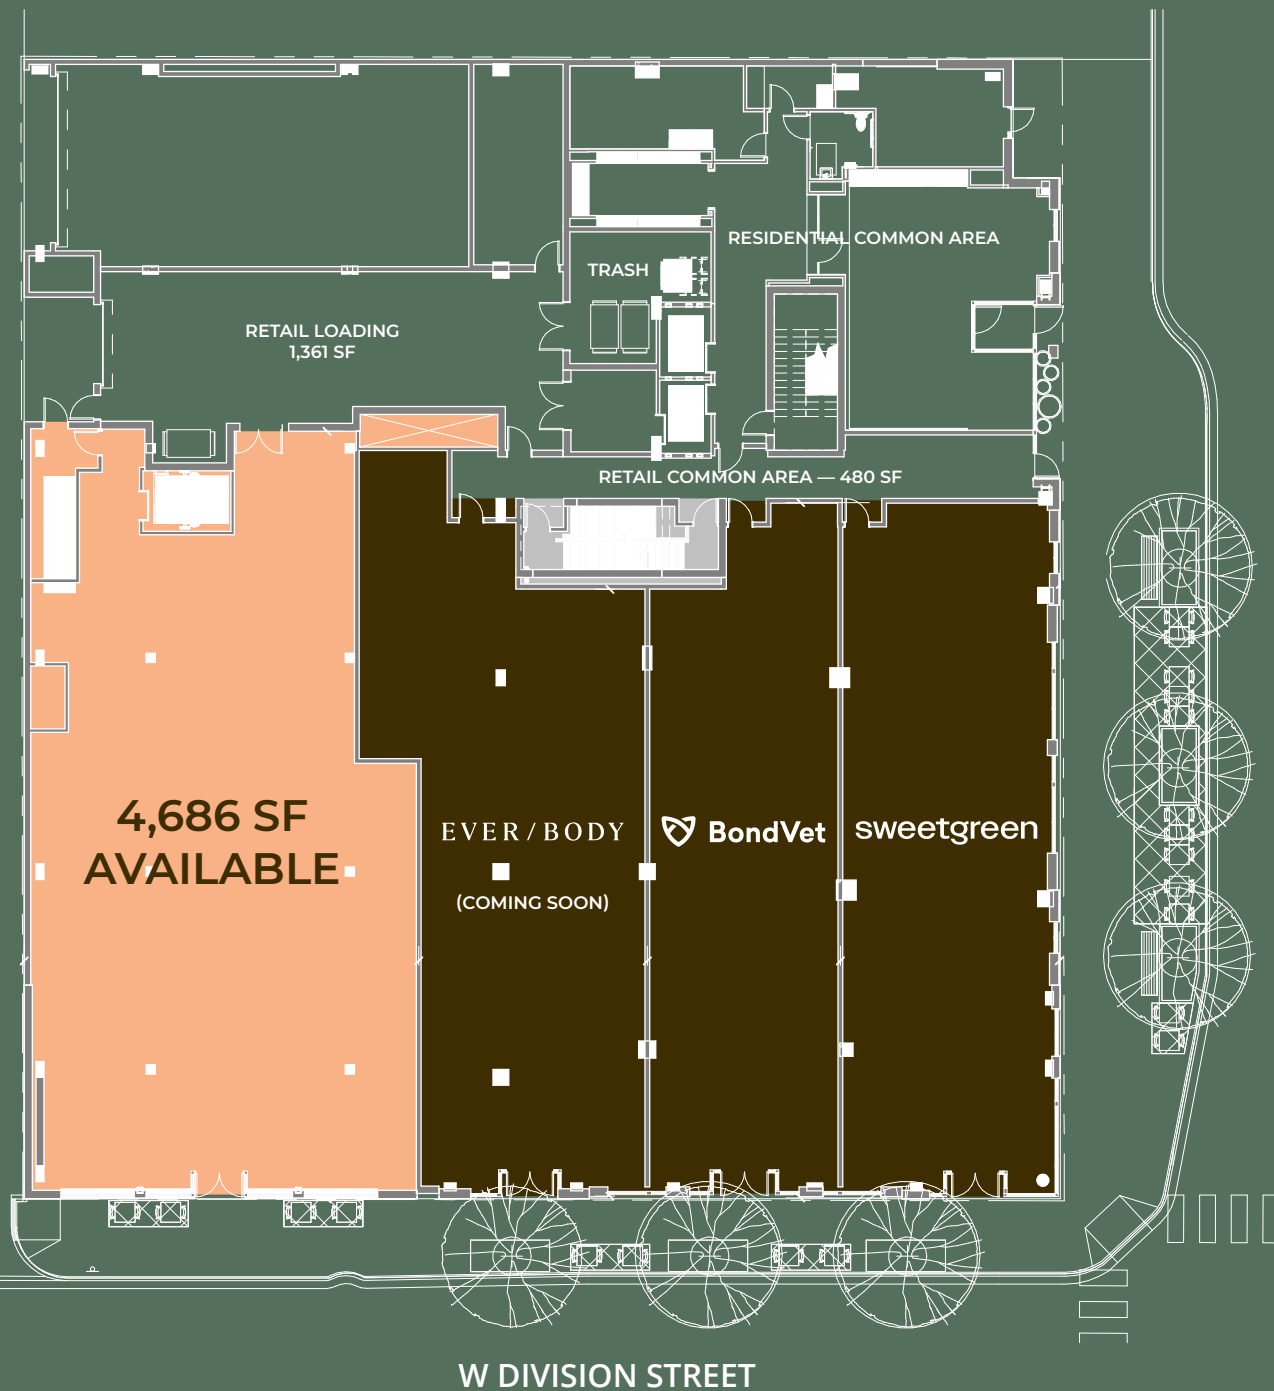 RESIDENTIAL COMMON AREA
TRASH
RETAIL LOADING
1,361 SF
RETAIL COMMON AREA — 480 SF
4,686 SF
AVAILABLE
EVER/BODY
(COMING SOON)
BondVet
sweetgreen
W DIVISION STREET